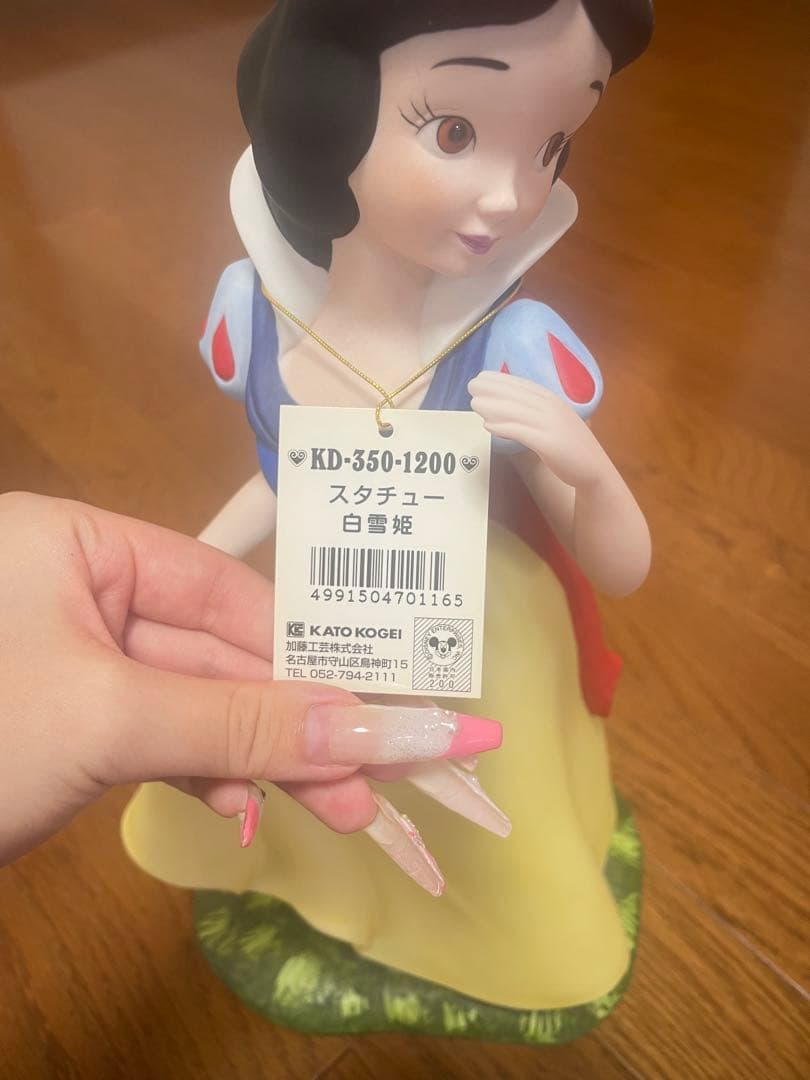 KD-350-1200
スタチュー
白雪姫
4991504701165
KC KATO KOGEI
加藤工芸株式会社
名古屋市守山区鳥神町15
TEL 052-794-2111
200